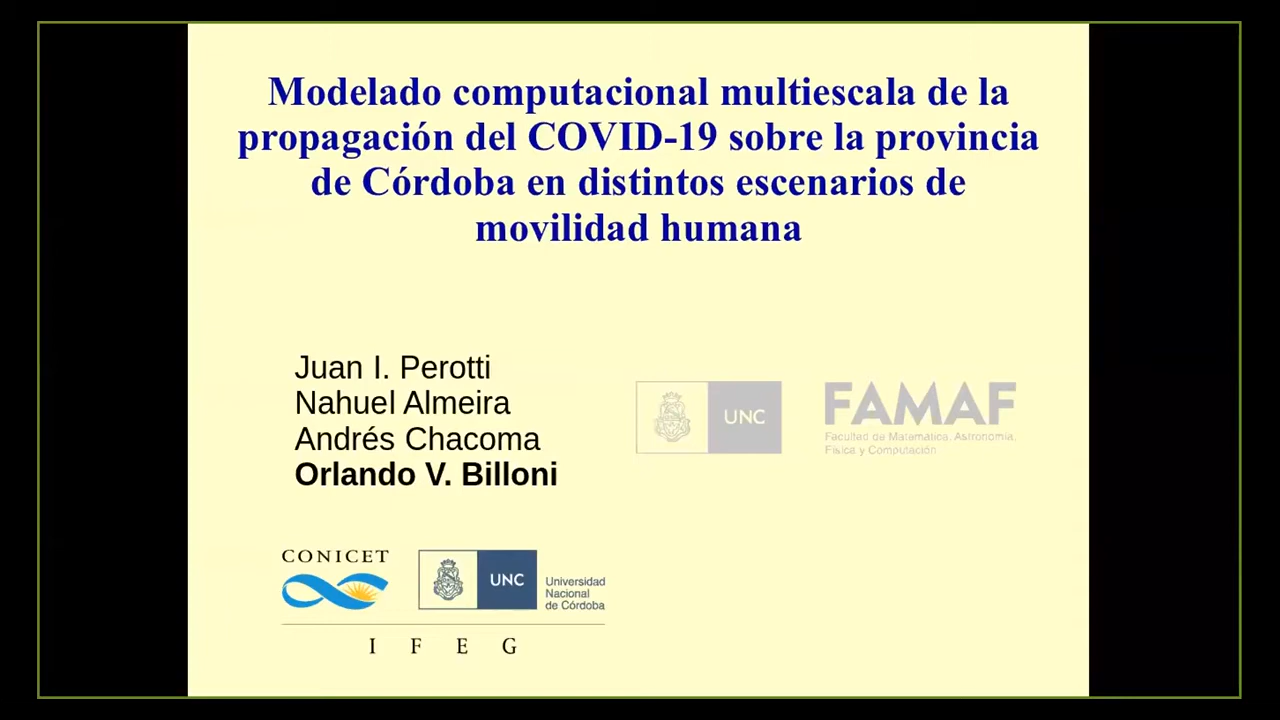 Modelado computacional multiescala de la
propagación del COVID-19 sobre la provincia
de Córdoba en distintos escenarios de
movilidad humana
Juan I. Perotti
Nahuel Almeira
Andrés Chacoma
Orlando V. Billoni
UNC
FAMAF
Facultad de Matemática, Astronomía,
Física y Computación
CONICET
UNC
Universidad
Nacional
de Córdoba
I F E G